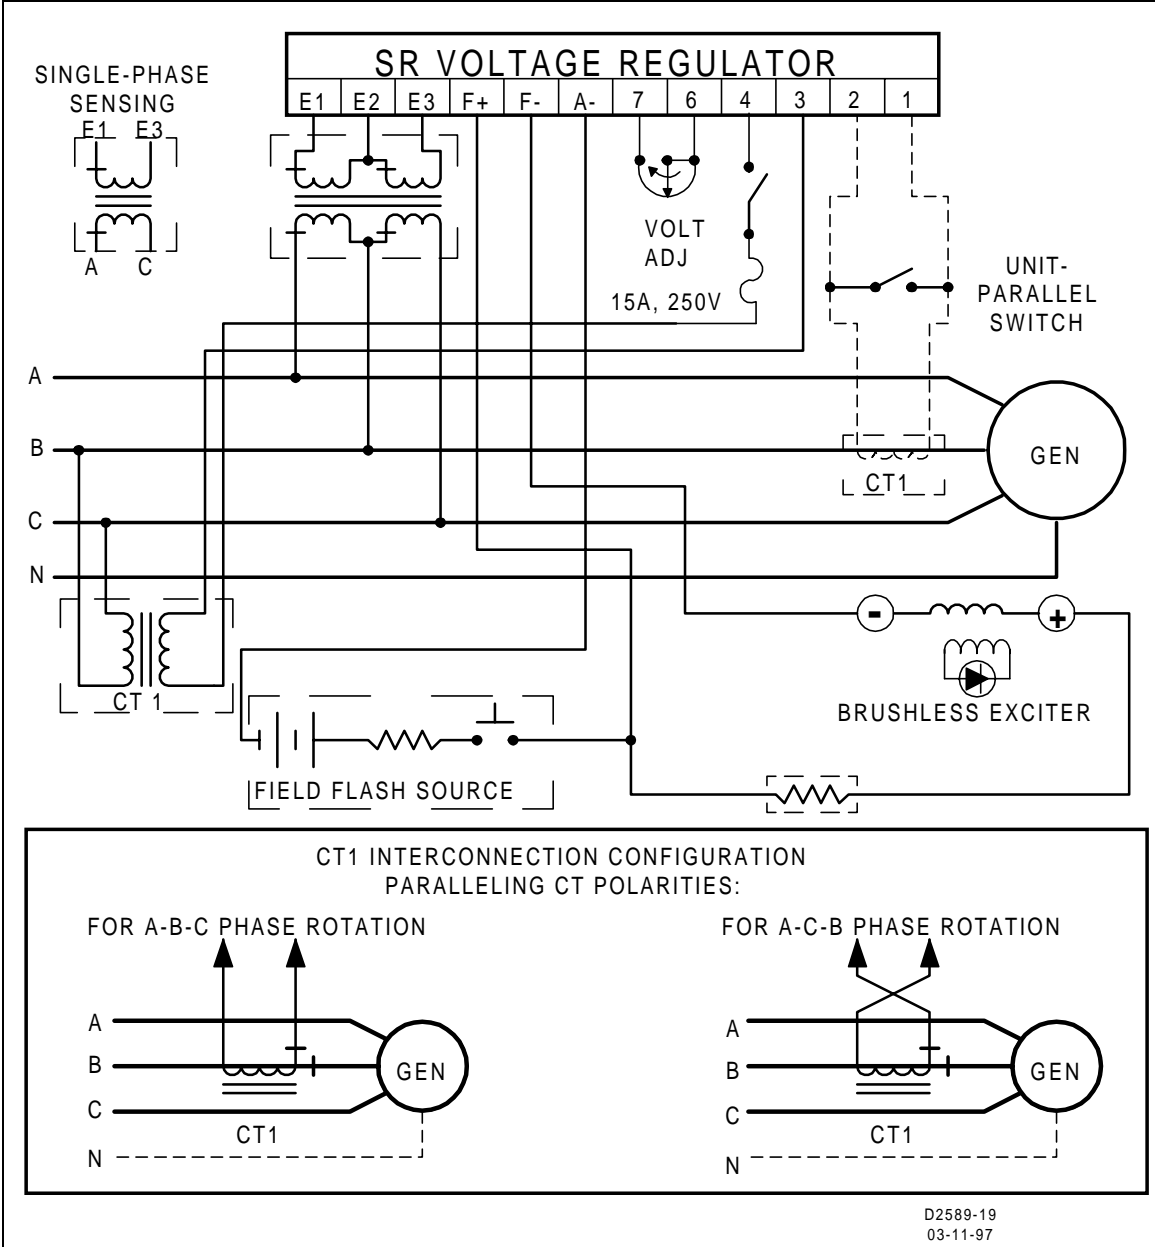 SR VOLTAGE REGULATOR
E1 E2 E3 F+ F- A- 7 6 4 3 2 1
SINGLE-PHASE
SENSING
E1 E3
A C
VOLT
ADJ
15A, 250V
UNIT-
PARALLEL
SWITCH
A
B
C
N
GEN
CT1
CT 1
- +
BRUSHLESS EXCITER
FIELD FLASH SOURCE
CT1 INTERCONNECTION CONFIGURATION
PARALLELING CT POLARITIES:
FOR A-B-C PHASE ROTATION
A
B
C
N
GEN
CT1
FOR A-C-B PHASE ROTATION
A
B
C
N
GEN
CT1
D2589-19
03-11-97